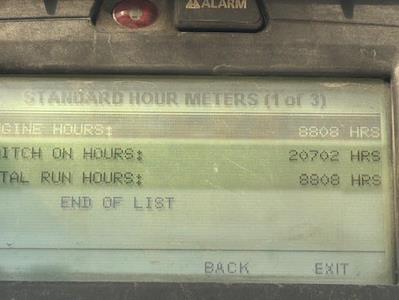 ⚠ALARM
STANDARD HOUR METERS (1 of 3)
GINE HOURS: 8808 HRS
ITCH ON HOURS: 20702 HRS
TAL RUN HOURS: 8808 HRS
END OF LIST
BACK EXIT